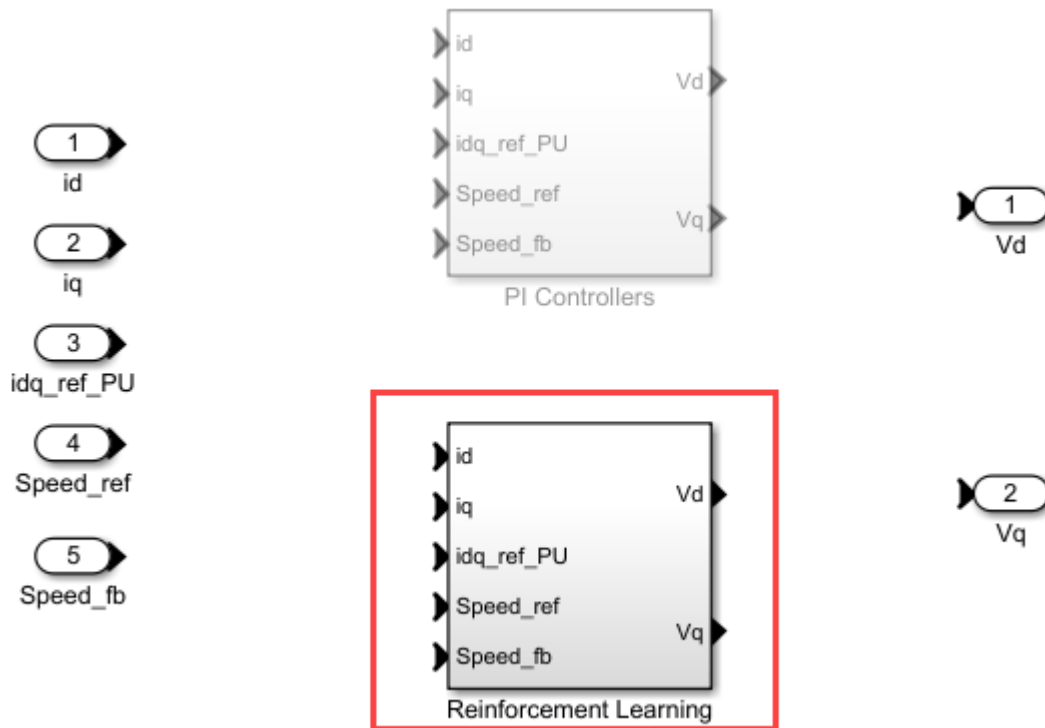 1
id
2
iq
3
idq_ref_PU
4
Speed_ref
5
Speed_fb
id
iq
idq_ref_PU
Speed_ref
Speed_fb
Vd
Vq
PI Controllers
id
iq
idq_ref_PU
Speed_ref
Speed_fb
Vd
Vq
Reinforcement Learning
1
Vd
2
Vq